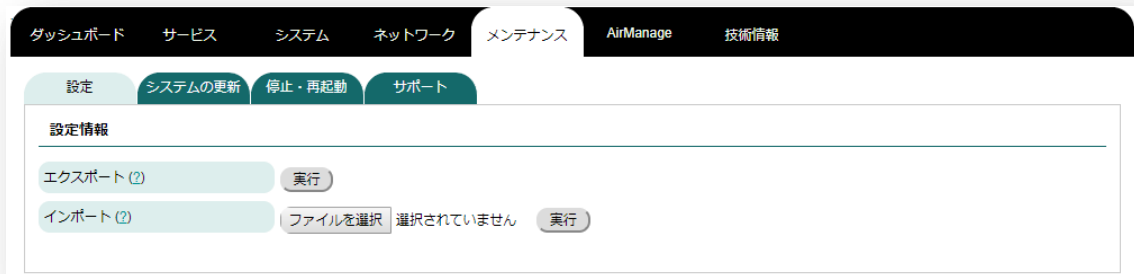 ダッシュボード サービス システム ネットワーク メンテナンス AirManage 技術情報
設定 システムの更新 停止・再起動 サポート
設定情報
エクスポート (?) 実行
インポート (?) ファイルを選択 選択されていません 実行